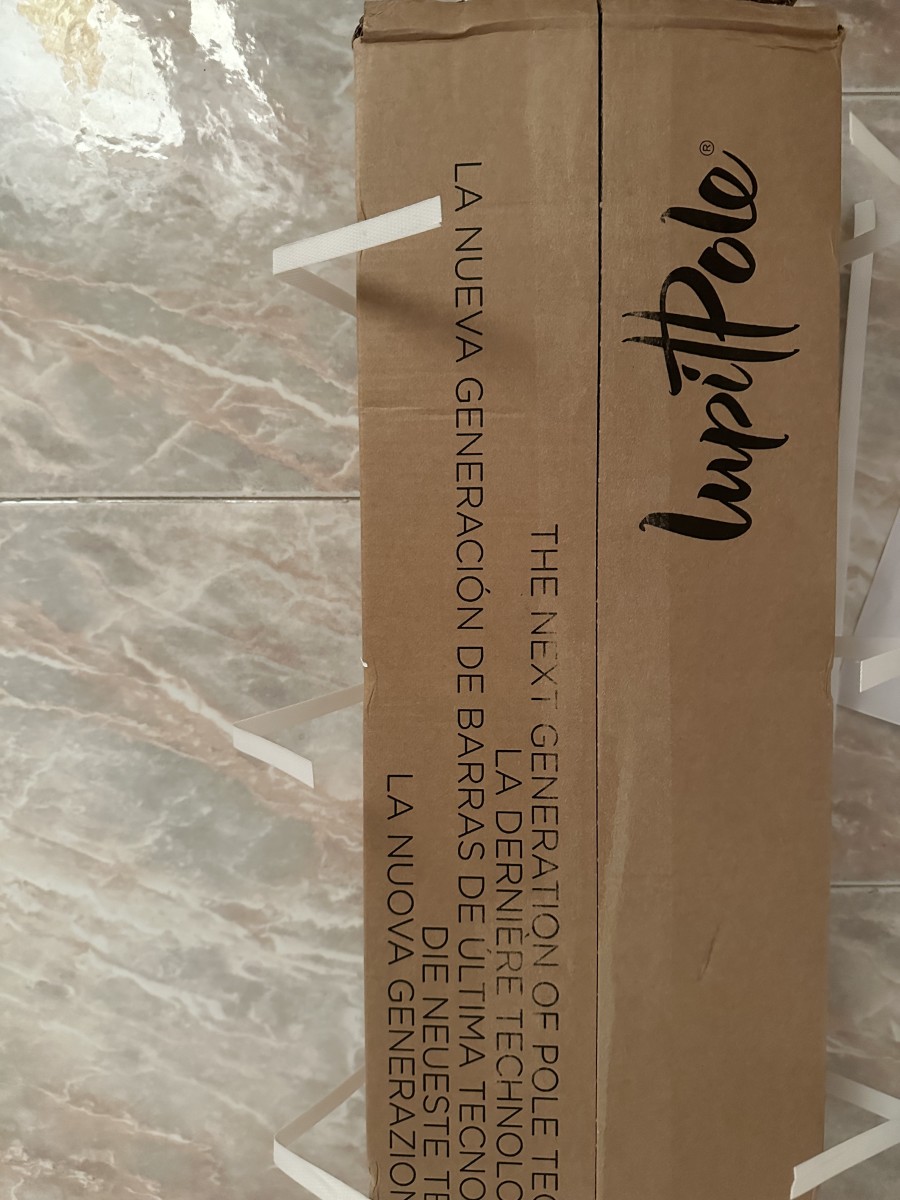 LupitPole®
THE NEXT GENERATION OF POLE TEC
LA DERNIÈRE TECHNOLO
LA NUEVA GENERACIÓN DE BARRAS DE ÚLTIMA TECNO
DIE NEUESTE TE
LA NUOVA GENERAZION